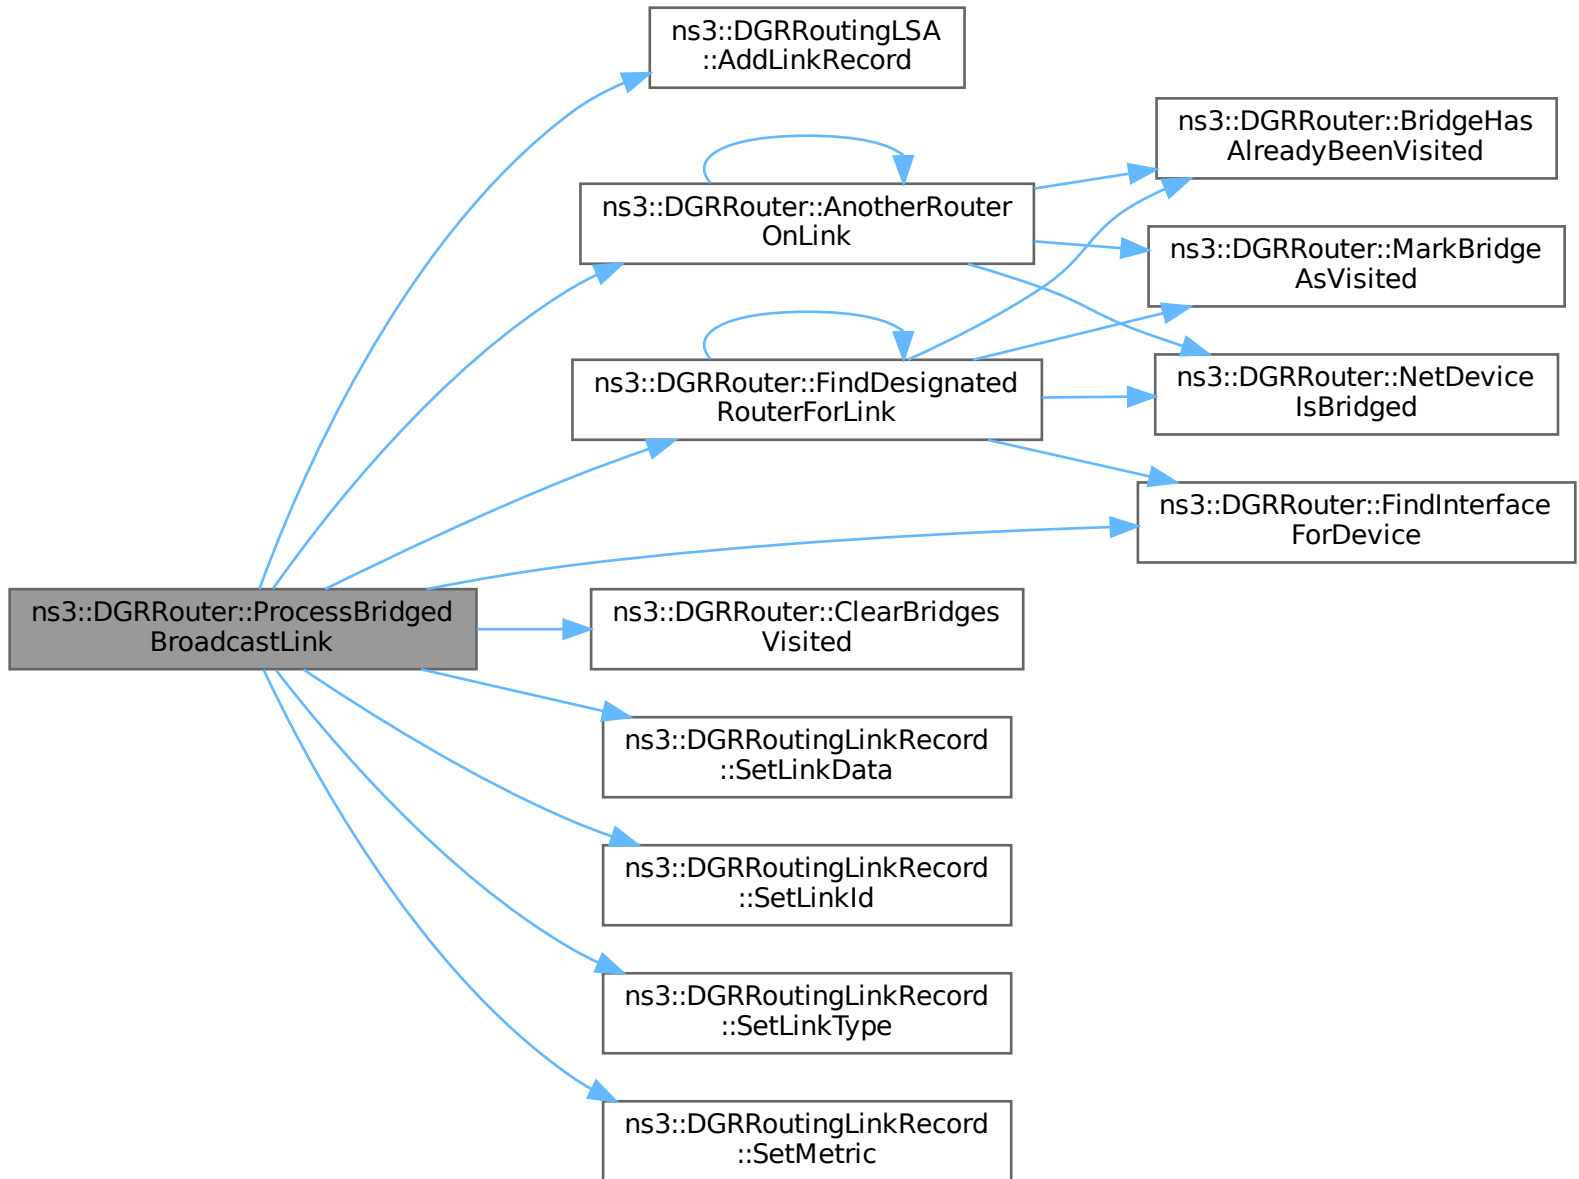 ns3::DGRRoutingLSA
::AddLinkRecord
ns3::DGRRouter::BridgeHas
AlreadyBeenVisited
ns3::DGRRouter::AnotherRouter
OnLink
ns3::DGRRouter::MarkBridge
AsVisited
ns3::DGRRouter::FindDesignated
RouterForLink
ns3::DGRRouter::NetDevice
IsBridged
ns3::DGRRouter::FindInterface
ForDevice
ns3::DGRRouter::ProcessBridged
BroadcastLink
ns3::DGRRouter::ClearBridges
Visited
ns3::DGRRoutingLinkRecord
::SetLinkData
ns3::DGRRoutingLinkRecord
::SetLinkId
ns3::DGRRoutingLinkRecord
::SetLinkType
ns3::DGRRoutingLinkRecord
::SetMetric